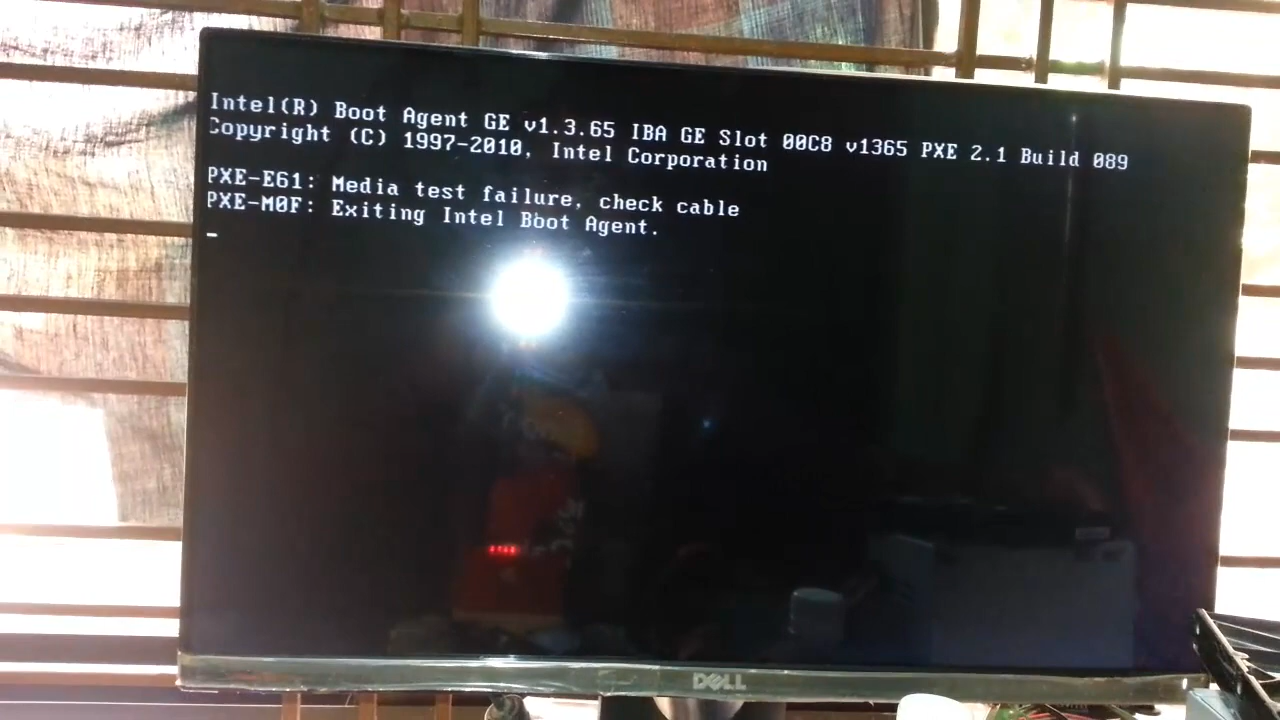 Intel(R) Boot Agent GE v1.3.65 IBA GE Slot 00C8 v1365 PXE 2.1 Build 089
Copyright (C) 1997-2010, Intel Corporation
PXE-E61: Media test failure, check cable
PXE-M0F: Exiting Intel Boot Agent.
DELL